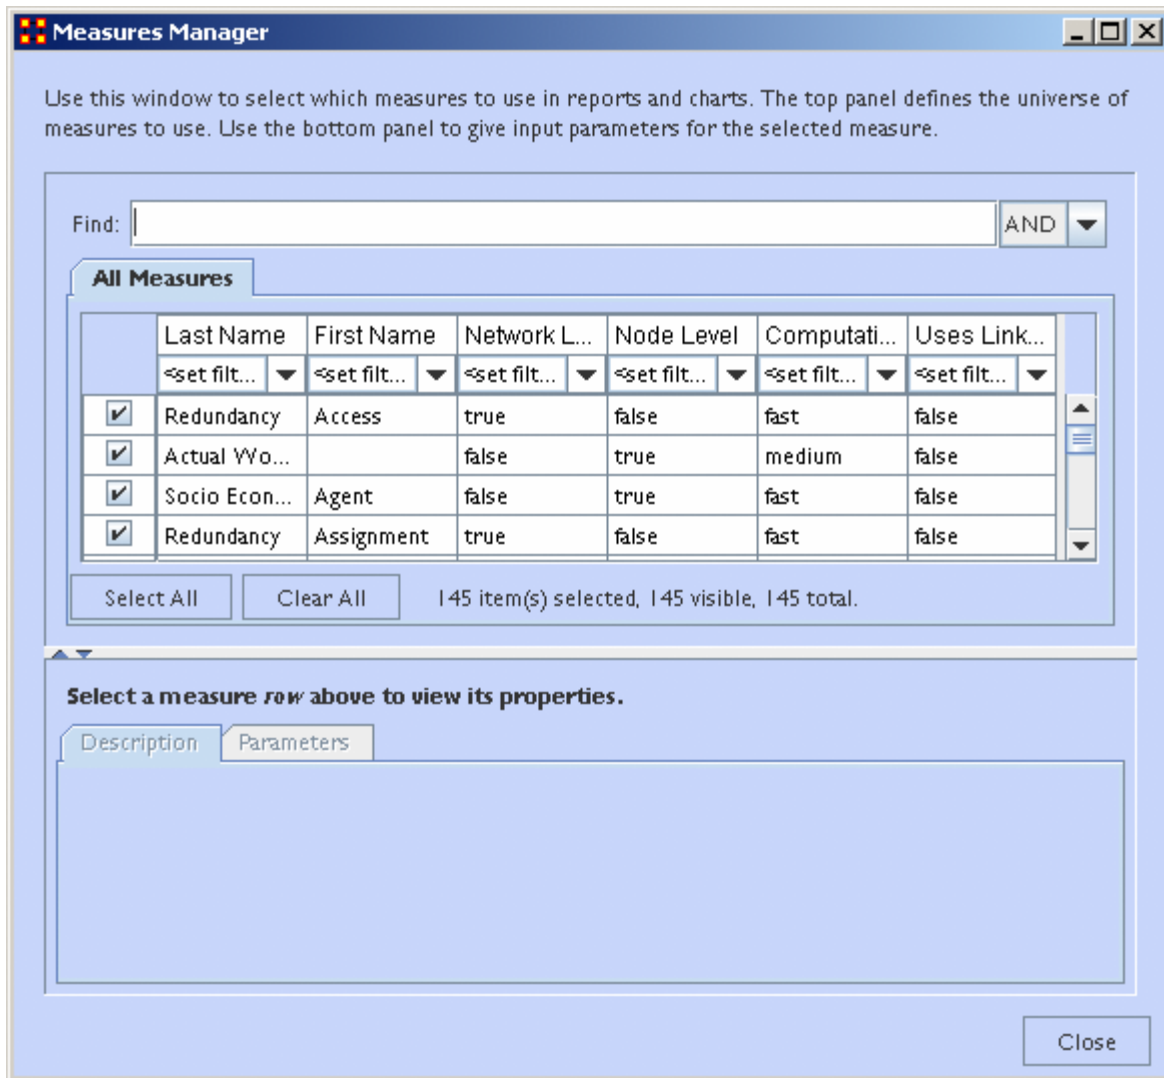 Measures Manager
Use this window to select which measures to use in reports and charts. The top panel defines the universe of
measures to use. Use the bottom panel to give input parameters for the selected measure.
Find: AND
All Measures
Last Name First Name Network L... Node Level Computati... Uses Link...
<set filt... <set filt... <set filt... <set filt... <set filt... <set filt...
Redundancy Access true false fast false
Actual Wo... false true medium false
Socio Econ... Agent false true fast false
Redundancy Assignment true false fast false
Select All Clear All 145 item(s) selected, 145 visible, 145 total.
Select a measure row above to view its properties.
Description Parameters
Close